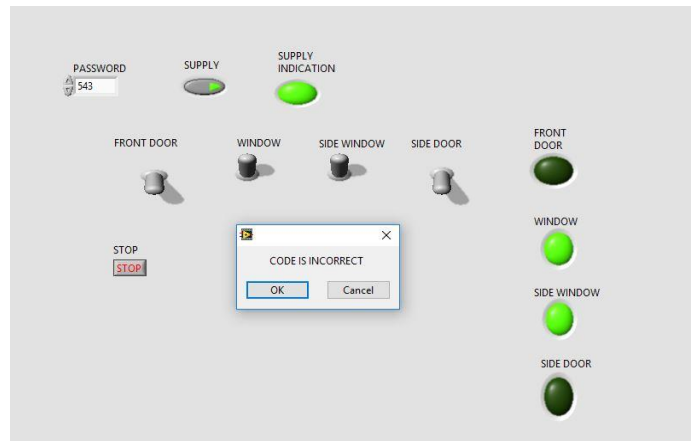 PASSWORD
543
SUPPLY
SUPPLY
INDICATION
FRONT DOOR
WINDOW
SIDE WINDOW
SIDE DOOR
FRONT
DOOR
WINDOW
STOP
STOP
CODE IS INCORRECT
OK
Cancel
SIDE WINDOW
SIDE DOOR